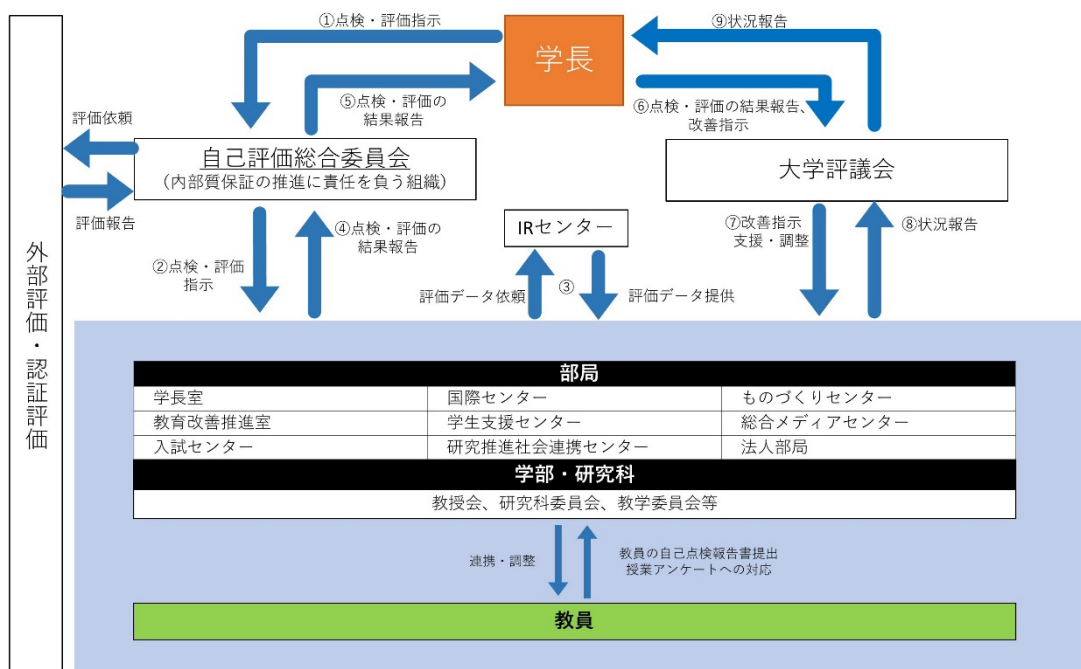 ①点検・評価指示
学長
⑨状況報告
⑤点検・評価の
結果報告
⑥点検・評価の結果報告、
改善指示
評価依頼
自己評価総合委員会
(内部質保証の推進に責任を負う組織)
大学評議会
評価報告
④点検・評価の
結果報告
IRセンター
⑦改善指示
支援・調整
⑧状況報告
②点検・評価
指示
評価データ依頼
③
評価データ提供
外部評価・認証評価
部局
学長室
国際センター
ものづくりセンター
教育改善推進室
学生支援センター
総合メディアセンター
入試センター
研究推進社会連携センター
法人部局
学部・研究科
教授会、研究科委員会、教学委員会等
連携・調整
教員の自己点検報告書提出
授業アンケートへの対応
教員